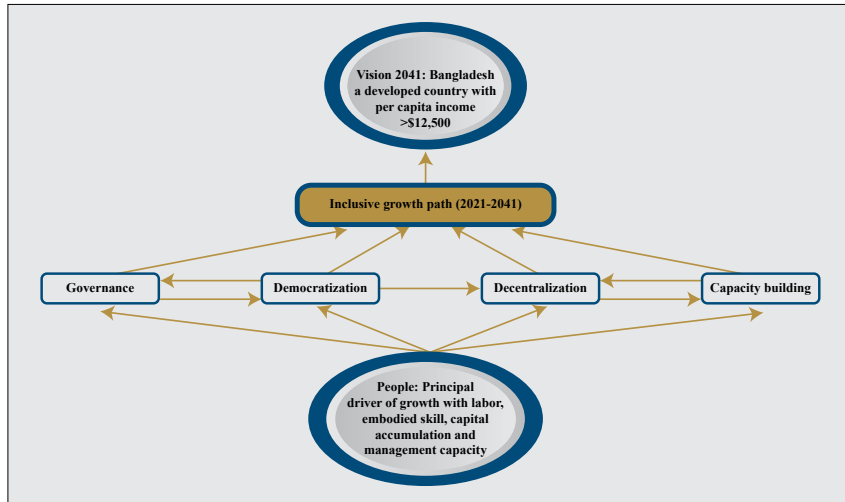 Vision 2041: Bangladesh
a developed country with
per capita income
>$12,500
Inclusive growth path (2021-2041)
Governance
Democratization
Decentralization
Capacity building
People: Principal
driver of growth with labor,
embodied skill, capital
accumulation and
management capacity